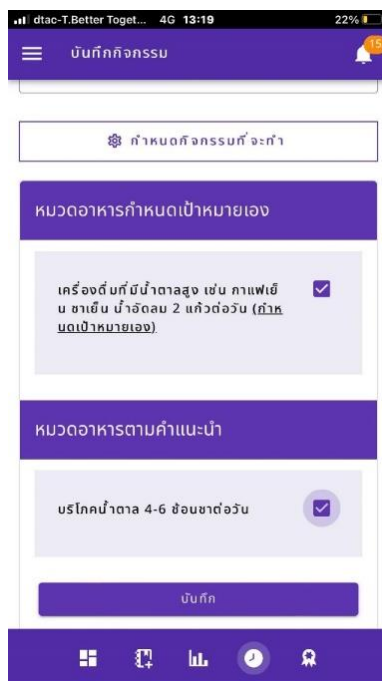 dtac-T.Better Toget... 4G 13:19 22%
บันทึกกิจกรรม 15
กำหนดกิจกรรมที่จะทำ
หมวดอาหารกำหนดเป้าหมายเอง
เครื่องดื่มที่มีน้ำตาลสูง เช่น กาแฟเย็
น ชาเย็น น้ำอัดลม 2 แก้วต่อวัน (กำห
นดเป้าหมายเอง)
หมวดอาหารตามคำแนะนำ
บริโภคน้ำตาล 4-6 ช้อนชาต่อวัน
บันทึก